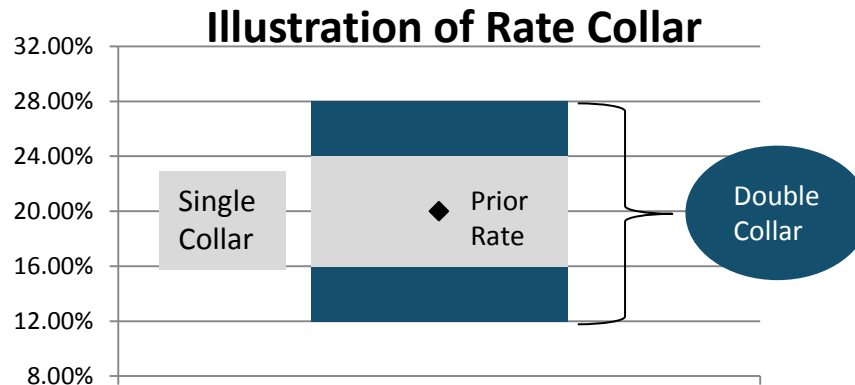 Illustration of Rate Collar
32.00%
28.00%
24.00%
20.00%
16.00%
12.00%
8.00%
Single
Collar
Prior
Rate
Double
Collar